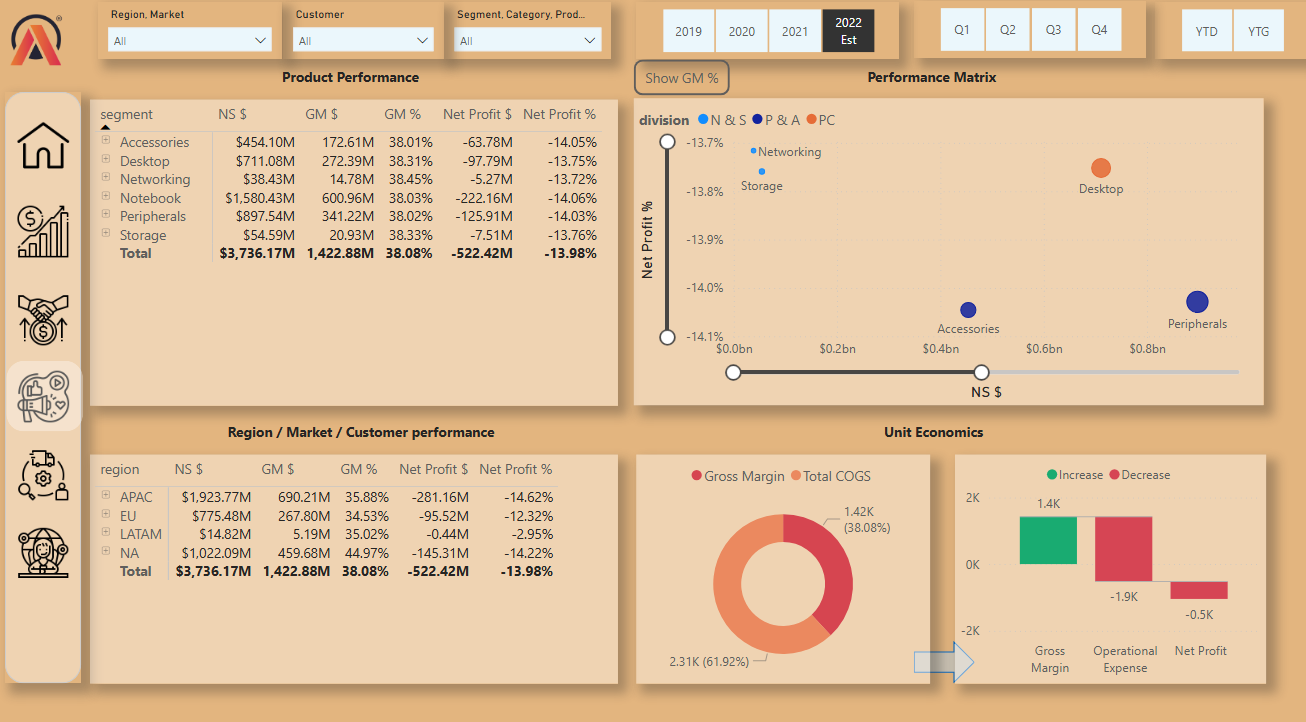 Region, Market
All
Customer
All
Segment, Category, Prod...
All
2019
2020
2021
2022
Est
Q1
Q2
Q3
Q4
YTD
YTG
Product Performance
segment NS $ GM $ GM % Net Profit $ Net Profit %
Accessories $454.10M 172.61M 38.01% -63.78M -14.05%
Desktop $711.08M 272.39M 38.31% -97.79M -13.75%
Networking $38.43M 14.78M 38.45% -5.27M -13.72%
Notebook $1,580.43M 600.96M 38.03% -222.16M -14.06%
Peripherals $897.54M 341.22M 38.02% -125.91M -14.03%
Storage $54.59M 20.93M 38.33% -7.51M -13.76%
Total $3,736.17M 1,422.88M 38.08% -522.42M -13.98%
Show GM %
Performance Matrix
division N & S P & A PC
Net Profit %
-13.7%
-13.8%
-13.9%
-14.0%
-14.1%
Networking
Storage
Desktop
Accessories
Peripherals
$0.0bn $0.2bn $0.4bn $0.6bn $0.8bn
NS $
Region / Market / Customer performance
region NS $ GM $ GM % Net Profit $ Net Profit %
APAC $1,923.77M 690.21M 35.88% -281.16M -14.62%
EU $775.48M 267.80M 34.53% -95.52M -12.32%
LATAM $14.82M 5.19M 35.02% -0.44M -2.95%
NA $1,022.09M 459.68M 44.97% -145.31M -14.22%
Total $3,736.17M 1,422.88M 38.08% -522.42M -13.98%
Unit Economics
Gross Margin Total COGS
1.42K
(38.08%)
2.31K (61.92%)
Increase Decrease
2K
0K
-2K
1.4K
-1.9K
-0.5K
Gross
Margin
Operational
Expense
Net Profit